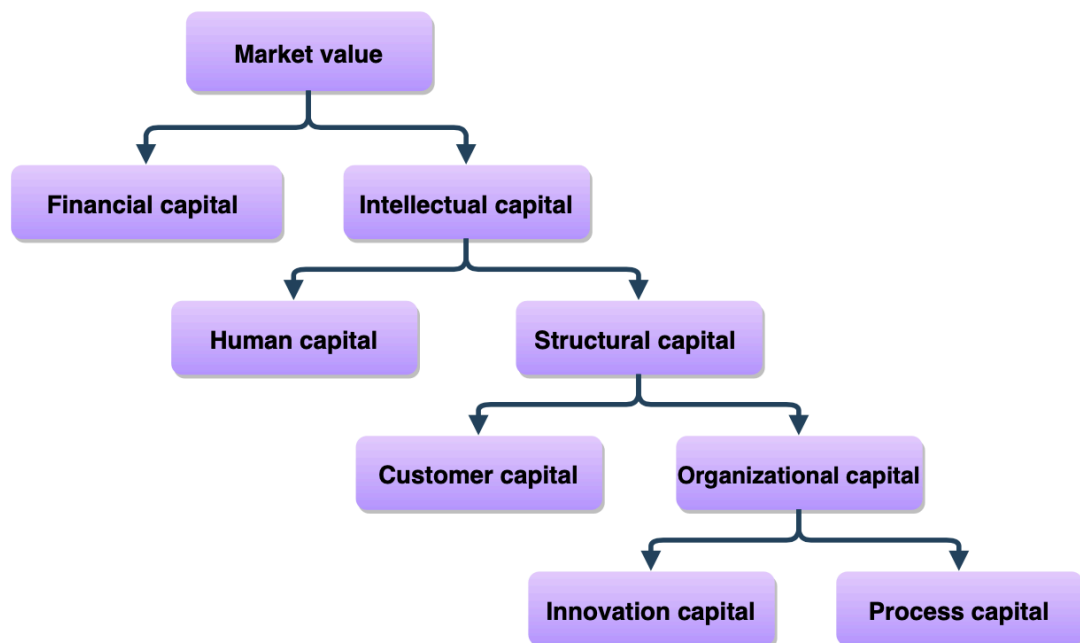 Market value
Financial capital
Intellectual capital
Human capital
Structural capital
Customer capital
Organizational capital
Innovation capital
Process capital